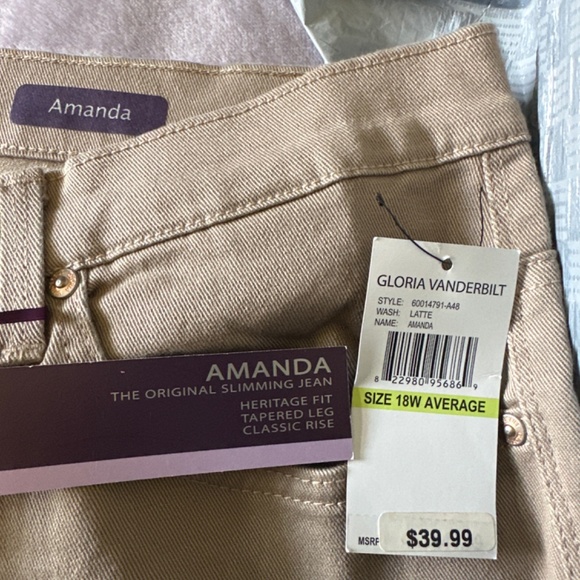 Amanda
AMANDA
THE ORIGINAL SLIMMING JEAN
HERITAGE FIT
TAPERED LEG
CLASSIC RISE
GLORIA VANDERBILT
STYLE: 60014791-A48
WASH: LATTE
NAME: AMANDA
8 22980 95686 9
SIZE 18W AVERAGE
MSRP $39.99